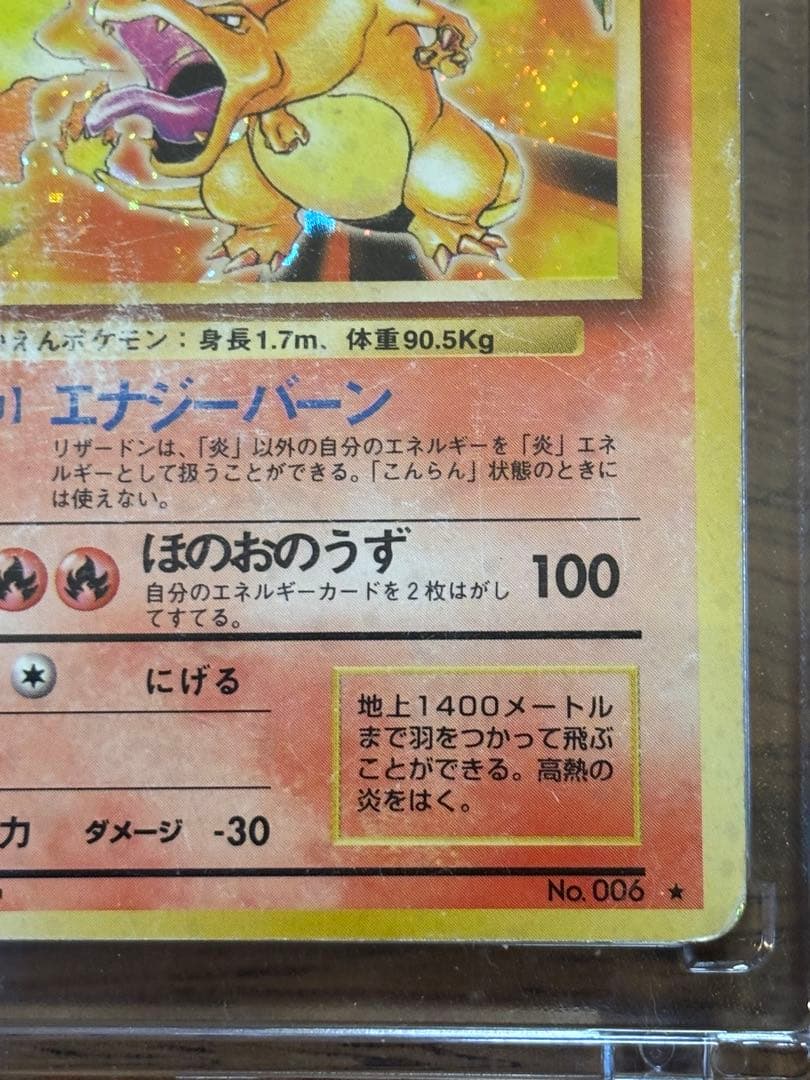 えんポケモン：身長1.7m、体重90.5Kg
エナジーバーン
リザードンは、「炎」以外の自分のエネルギーを「炎」エネ
ルギーとして扱うことができる。「こんらん」状態のときに
は使えない。
ほのおのうず 100
自分のエネルギーカードを２枚はがし
てすてる。
にげる
地上1400メートル
まで羽をつかって飛ぶ
ことができる。高熱の
炎をはく。
力 ダメージ -30
No. 006 ★